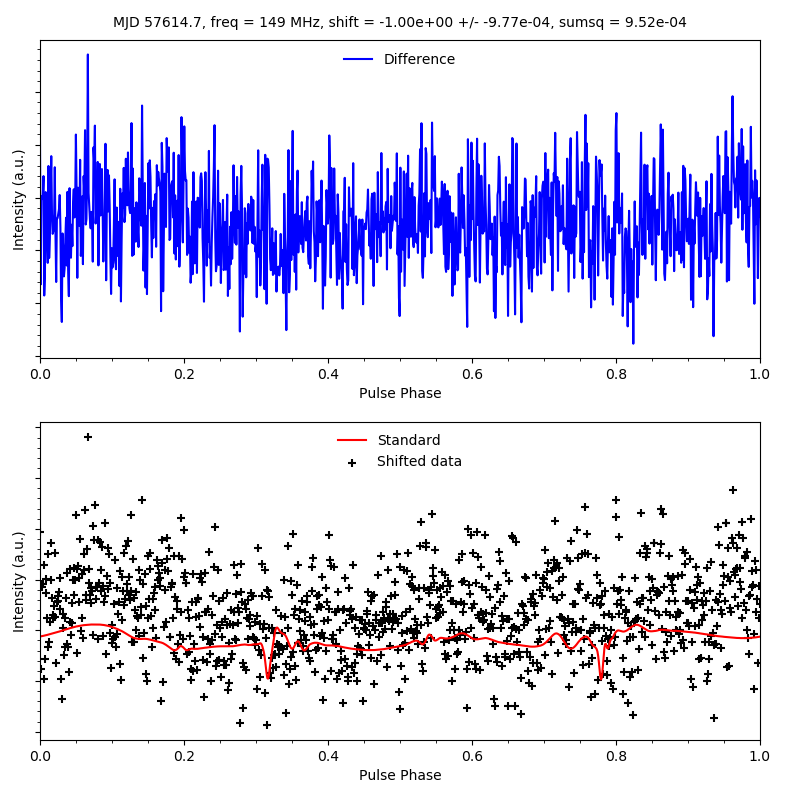 MJD 57614.7, freq = 149 MHz, shift = -1.00e+00 +/- -9.77e-04, sumsq = 9.52e-04
Difference
Intensity (a.u.)
0.0 0.2 0.4 0.6 0.8 1.0
Pulse Phase
Standard
Shifted data
Intensity (a.u.)
0.0 0.2 0.4 0.6 0.8 1.0
Pulse Phase